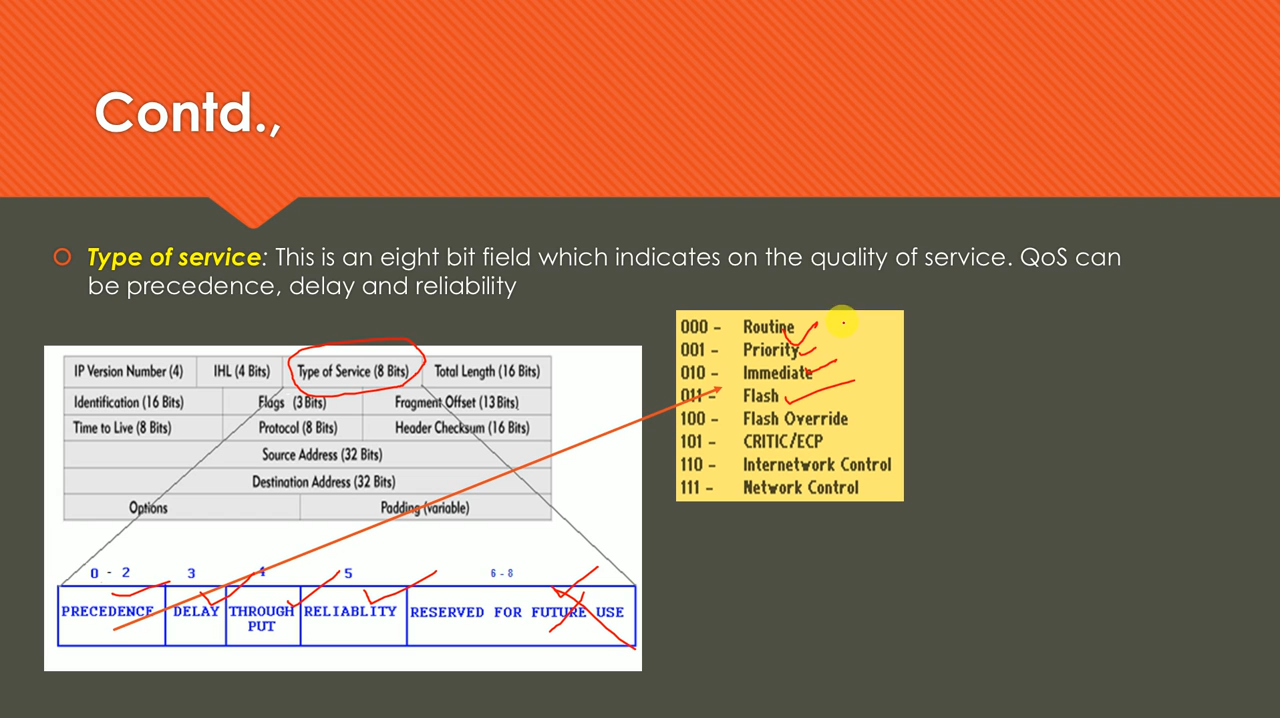 Contd.,
Type of service: This is an eight bit field which indicates on the quality of service. QoS can
be precedence, delay and reliability
IP Version Number (4) IHL (4 Bits) Type of Service (8 Bits) Total Length (16 Bits)
Identification (16 Bits) Flags (3 Bits) Fragment Offset (13 Bits)
Time to Live (8 Bits) Protocol (8 Bits) Header Checksum (16 Bits)
Source Address (32 Bits)
Destination Address (32 Bits)
Options Padding (variable)
0 - 2 3 4 5 6 - 8
PRECEDENCE DELAY THROUGH RELIABLITY RESERVED FOR FUTURE USE
PUT
000 - Routine
001 - Priority
010 - Immediate
011 - Flash
100 - Flash Override
101 - CRITIC/ECP
110 - Internetwork Control
111 - Network Control